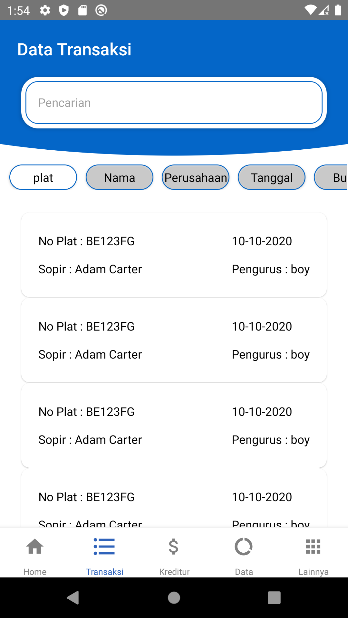 1:54
Data Transaksi
Pencarian
plat Nama Perusahaan Tanggal Bu
No Plat : BE123FG 10-10-2020
Sopir : Adam Carter Pengurus : boy
No Plat : BE123FG 10-10-2020
Sopir : Adam Carter Pengurus : boy
No Plat : BE123FG 10-10-2020
Sopir : Adam Carter Pengurus : boy
No Plat : BE123FG 10-10-2020
Sopir : Adam Carter Pengurus : boy
Home Transaksi Kreditur Data Lainnya